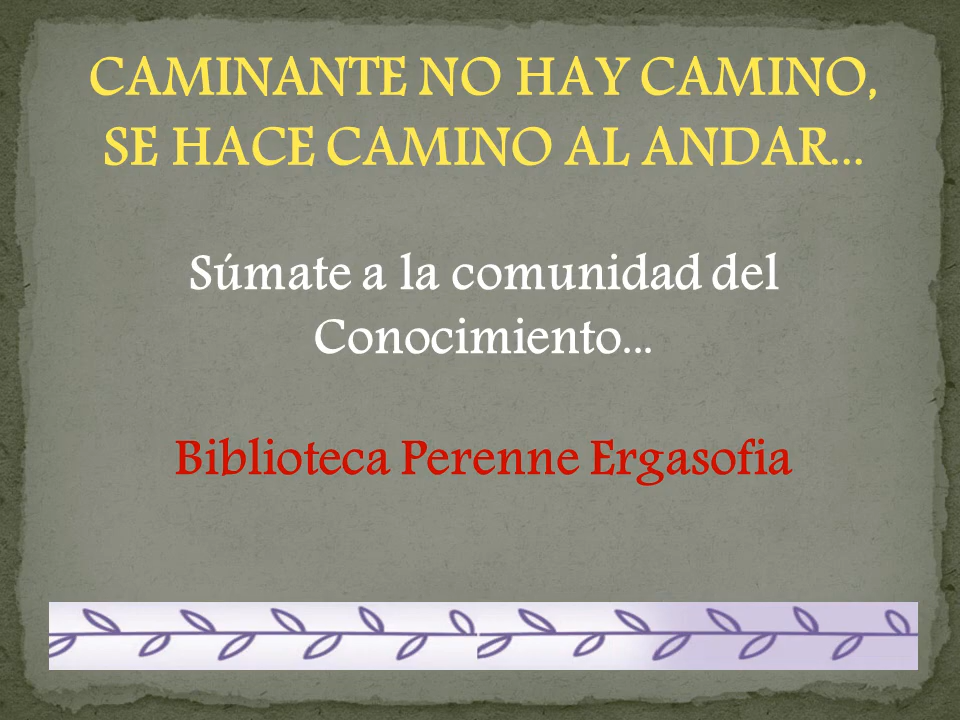 CAMINANTE NO HAY CAMINO,
SE HACE CAMINO AL ANDAR...
Súmate a la comunidad del
Conocimiento...
Biblioteca Perenne Ergasofia